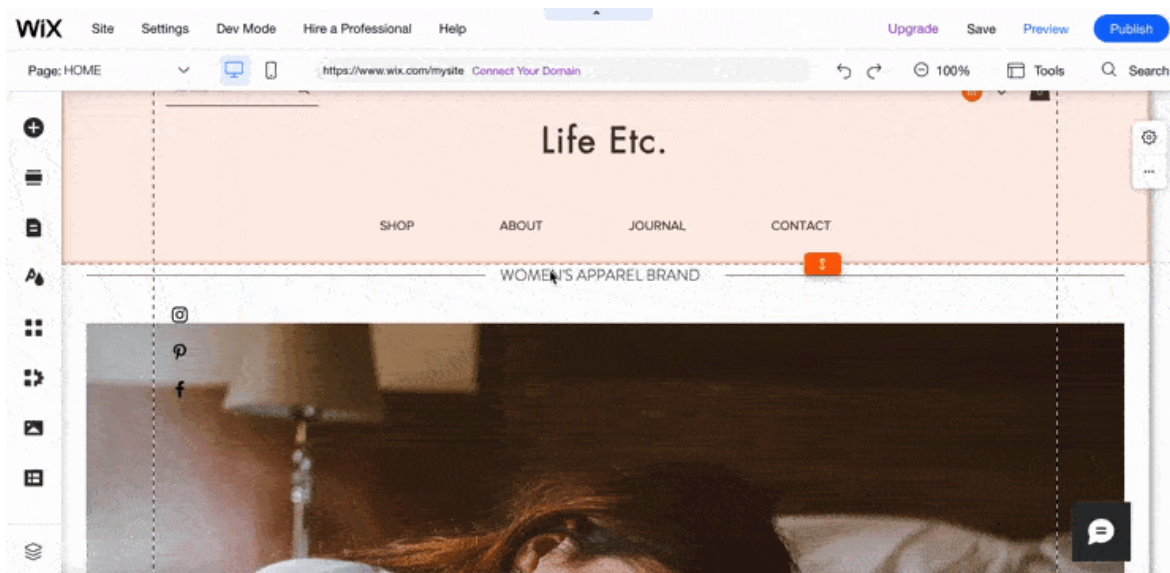 WiX Site Settings Dev Mode Hire a Professional Help Upgrade Save Preview Publish
Page: HOME https://www.wix.com/mysite Connect Your Domain 100% Tools Search
Life Etc.
SHOP ABOUT JOURNAL CONTACT
WOMEN'S APPAREL BRAND